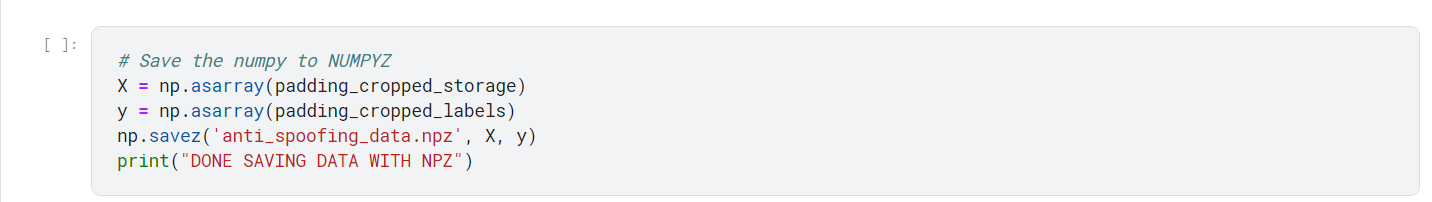 [ ]:
# Save the numpy to NUMPYZ
X = np.asarray(padding_cropped_storage)
y = np.asarray(padding_cropped_labels)
np.savez('anti_spoofing_data.npz', X, y)
print("DONE SAVING DATA WITH NPZ")